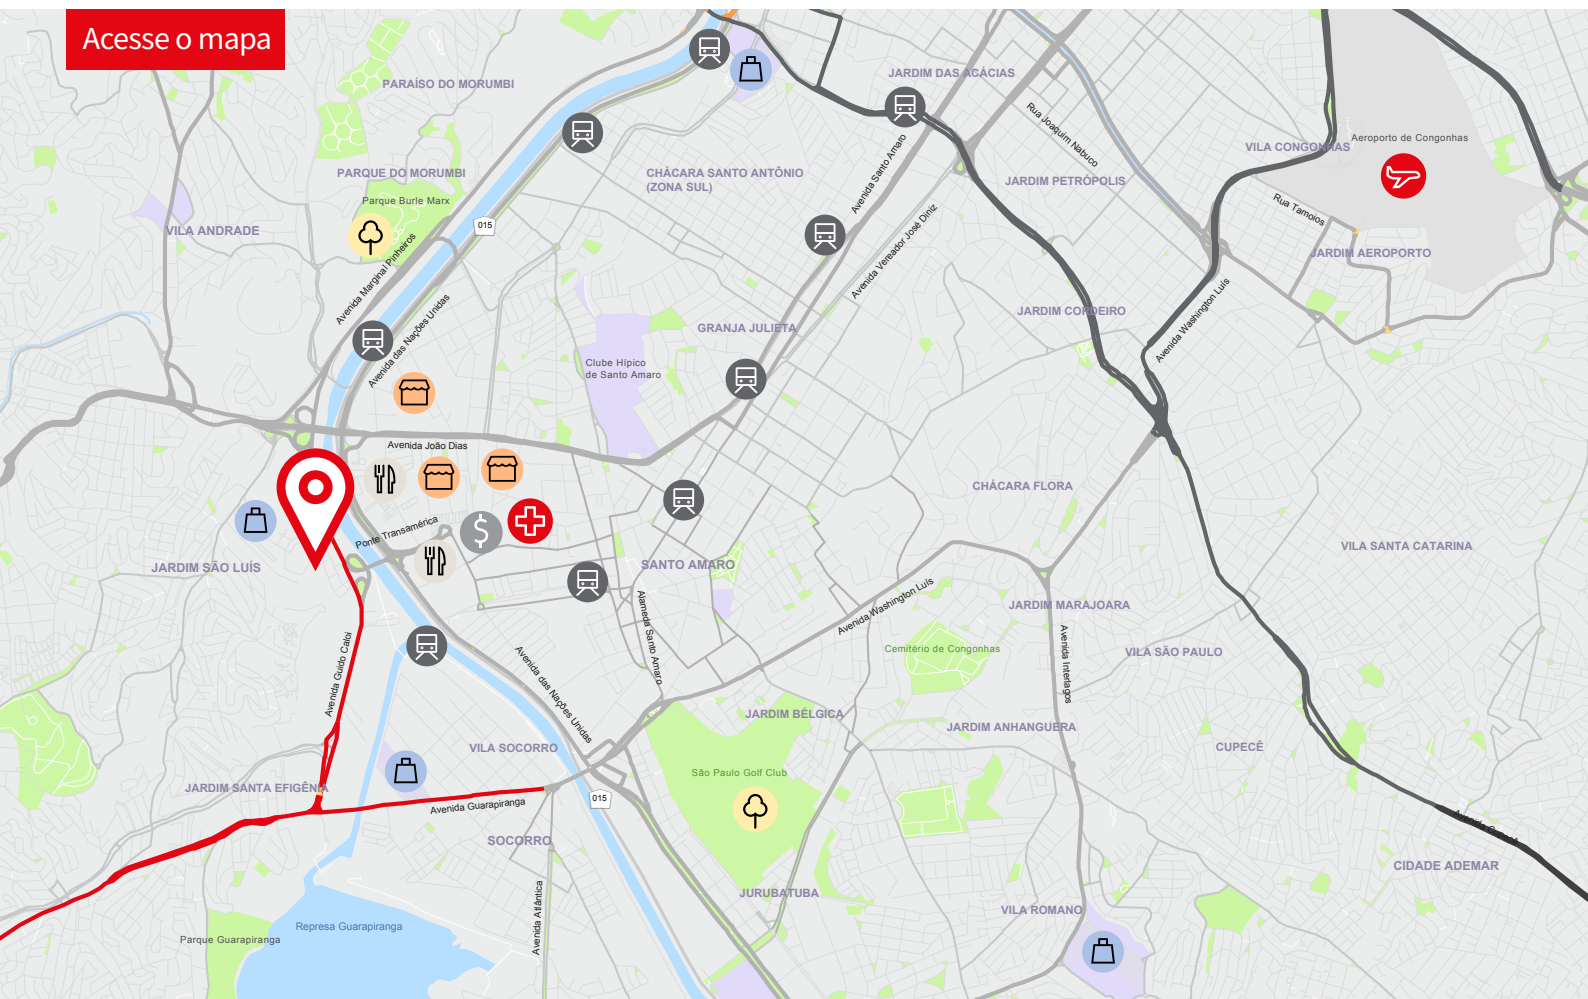 Acesse o mapa
PARAÍSO DO MORUMBI
JARDIM DAS ACÁCIAS
Rua Joaquim Nabuco
Aeroporto de Congonhas
VILA CONGONHAS
Avenida Santo Amaro
PARQUE DO MORUMBI
CHÁCARA SANTO ANTÔNIO
(ZONA SUL)
JARDIM PETRÓPOLIS
Parque Burle Marx
Rua Tamoios
015
VILA ANDRADE
Avenida Vereador José Diniz
JARDIM AEROPORTO
Avenida Marginal Pinheiros
Avenida das Nações Unidas
JARDIM CORDEIRO
Avenida Washington Luís
GRANJA JULIETA
Clube Hípico
de Santo Amaro
Avenida João Dias
CHÁCARA FLORA
Ponte Transamérica
$
VILA SANTA CATARINA
JARDIM SÃO LUÍS
SANTO AMARO
Avenida Washington Luís
JARDIM MARAJOARA
Alameda Santo Amaro
Avenida Guido Caloi
Cemitério de Congonhas
Avenida Interlagos
VILA SÃO PAULO
Avenida das Nações Unidas
JARDIM BÉLGICA
JARDIM ANHANGUERA
VILA SOCORRO
CUPECÊ
São Paulo Golf Club
JARDIM SANTA EFIGÊNIA
015
Avenida Guarapiranga
Avenida Cupecê
SOCORRO
CIDADE ADEMAR
JURUBATUBA
VILA ROMANO
Avenida Atlântica
Represa Guarapiranga
Parque Guarapiranga